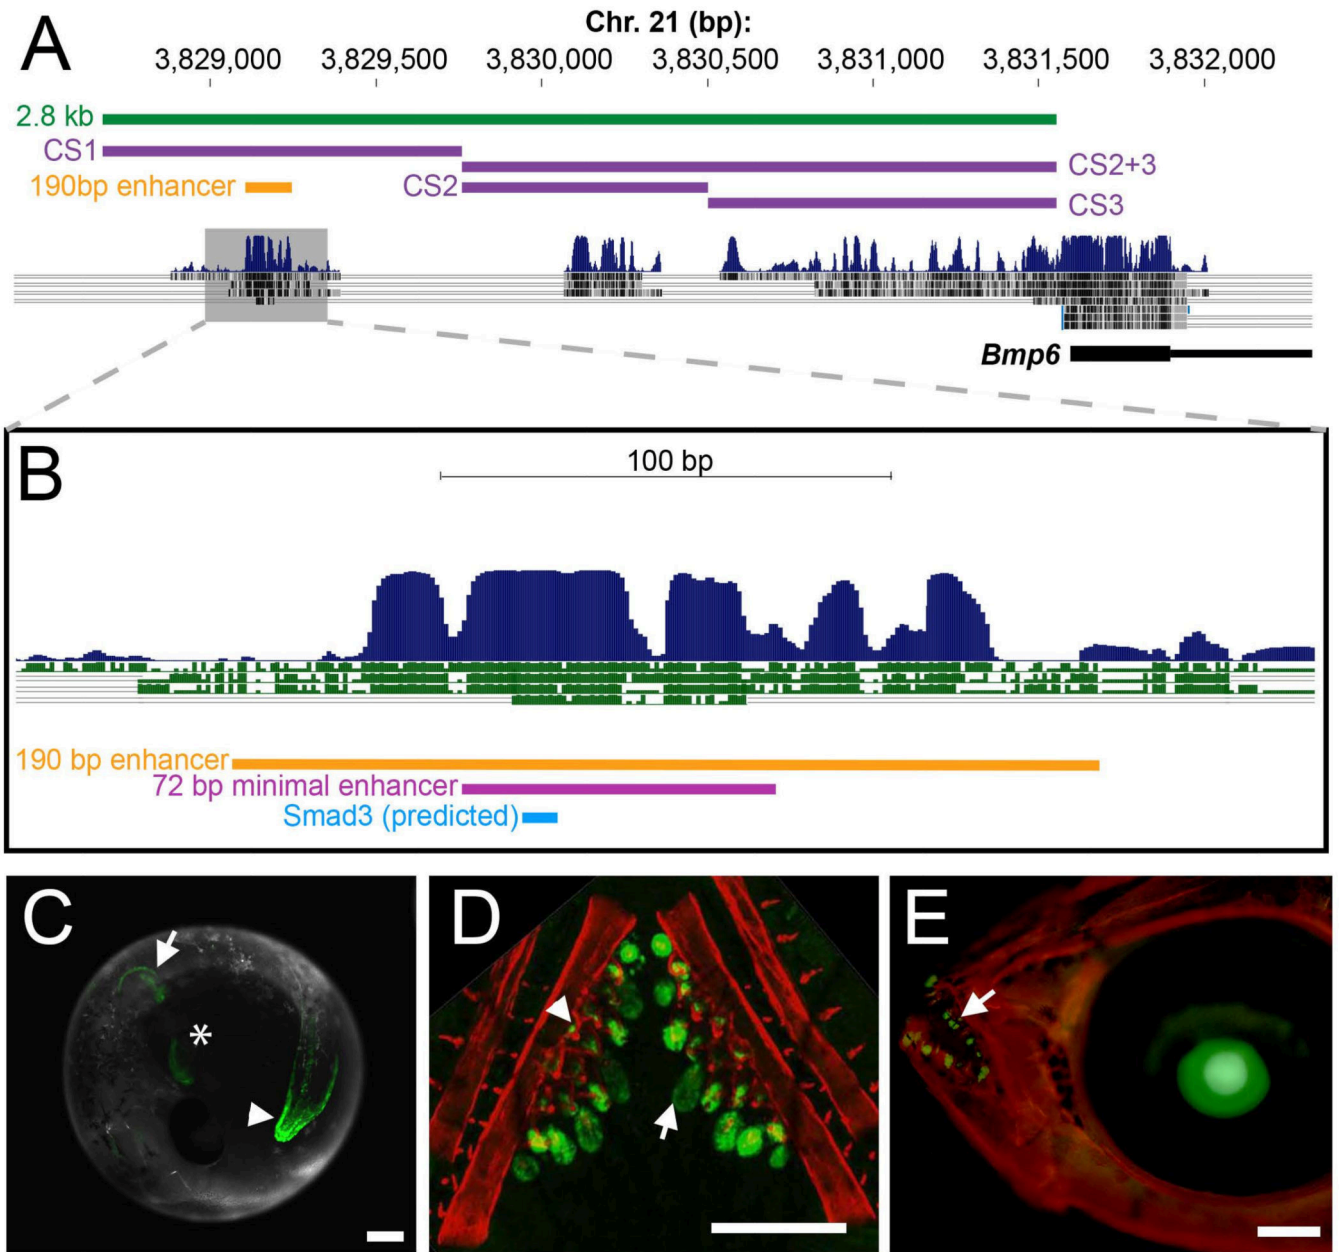 A
Chr. 21 (bp):
3,829,000 3,829,500 3,830,000 3,830,500 3,831,000 3,831,500 3,832,000
2.8 kb
CS1
CS2+3
190bp enhancer
CS2
CS3
Bmp6
B
100 bp
190 bp enhancer
72 bp minimal enhancer
Smad3 (predicted)
C
*
D
E